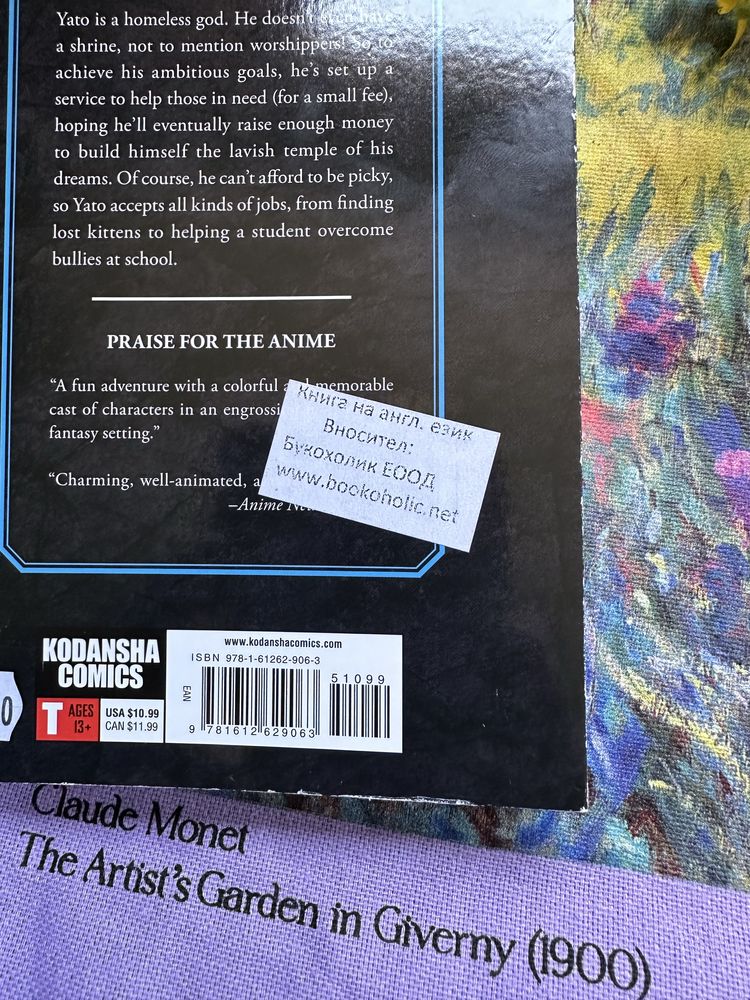 Yato is a homeless god. He doesn't even have
a shrine, not to mention worshippers! So to
achieve his ambitious goals, he's set up a
service to help those in need (for a small fee),
hoping he'll eventually raise enough money
to build himself the lavish temple of his
dreams. Of course, he can't afford to be picky,
so Yato accepts all kinds of jobs, from finding
lost kittens to helping a student overcome
bullies at school.
PRAISE FOR THE ANIME
"A fun adventure with a colorful and memorable
cast of characters in an
fantasy setting."
"Charming, well-animated,
–Anime
Книга на англ. език
Вносител:
Букохолик ЕООД
www.bookoholic.net
KODANSHA
COMICS
T AGES
13+
USA $10.99
CAN $11.99
www.kodanshacomics.com
ISBN 978-1-61262-906-3
51099
EAN
9 781612 629063
0
Claude Monet
The Artist's Garden in Giverny (1900)